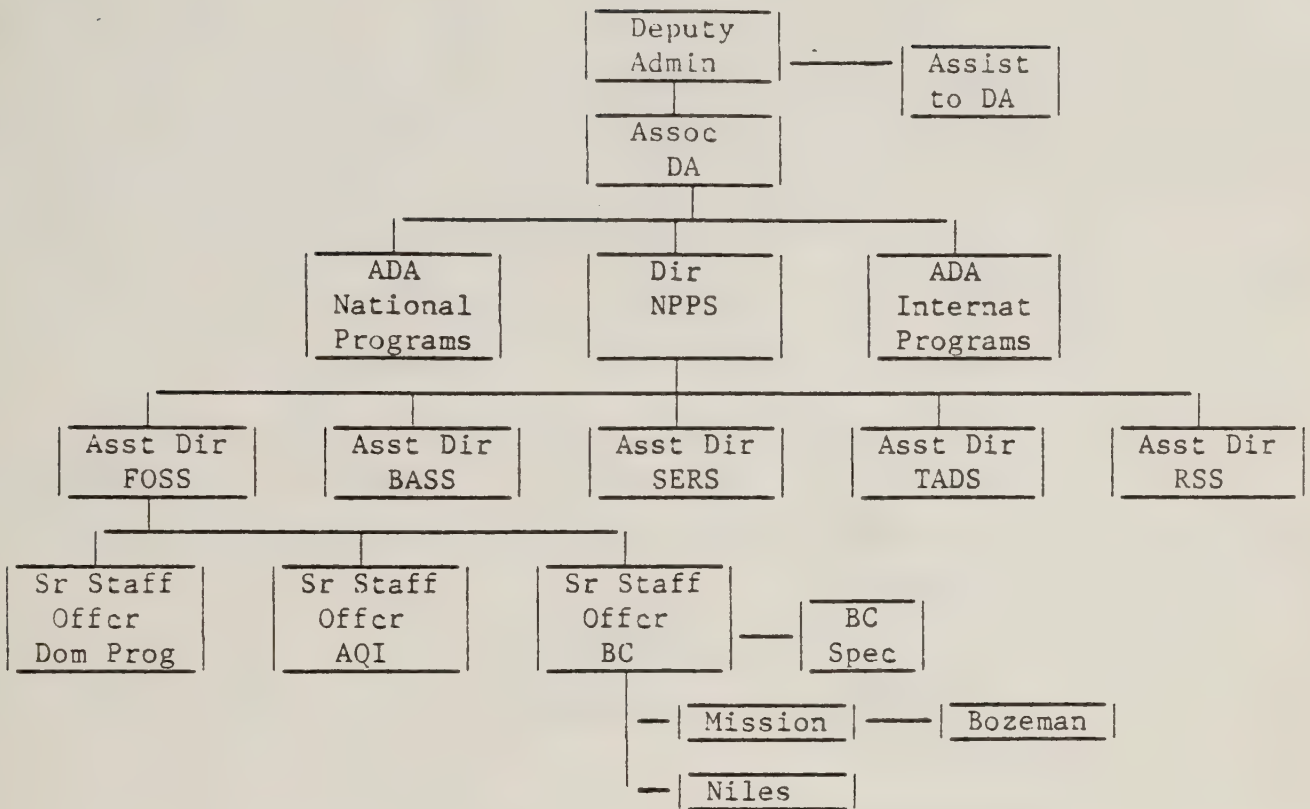 Deputy
Admin
Assist
to DA
Assoc
DA
ADA
National
Programs
Dir
NPPS
ADA
Internat
Programs
Asst Dir
FOSS
Asst Dir
BASS
Asst Dir
SERS
Asst Dir
TADS
Asst Dir
RSS
Sr Staff
Offcr
Dom Prog
Sr Staff
Offcr
AQI
Sr Staff
Offcr
BC
BC
Spec
Mission
Bozeman
Niles